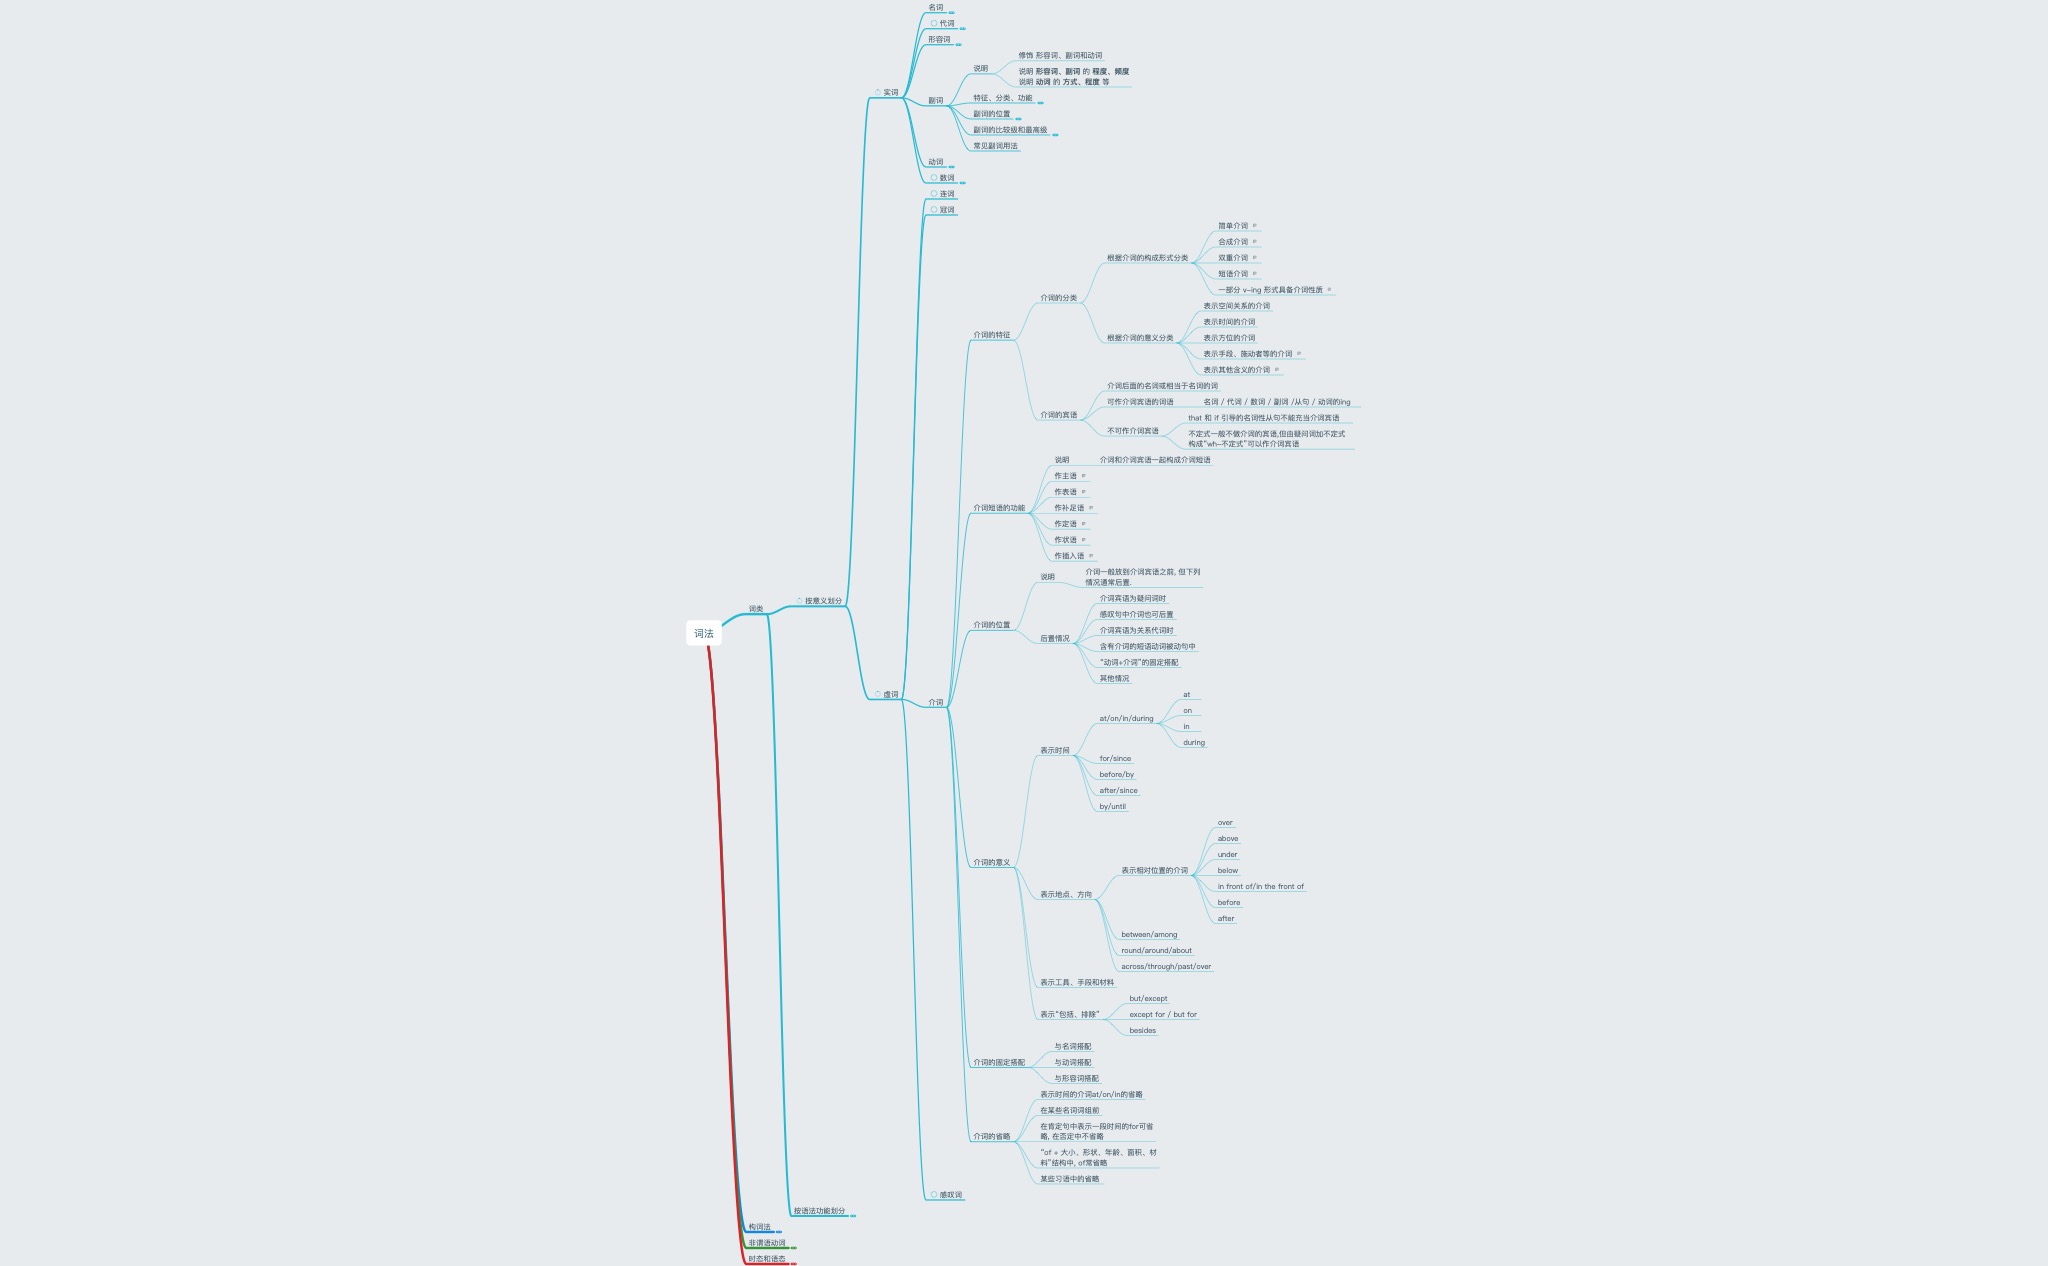 名词
代词
形容词
修饰 形容词、副词和动词
说明
说明 形容词、副词 的 程度、频度
说明 动词 的 方式、程度 等
实词
副词
特征、分类、功能
副词的位置
副词的比较级和最高级
常见副词用法
动词
数词
连词
冠词
简单介词
合成介词
根据介词的构成形式分类
双重介词
短语介词
一部分 v-ing 形式具备介词性质
介词的分类
表示空间关系的介词
表示时间的介词
介词的特征
根据介词的意义分类
表示方位的介词
表示手段、施动者等的介词
表示其他含义的介词
介词后面的名词或相当于名词的词
可作介词宾语的词语
名词 / 代词 / 数词 / 副词 /从句 / 动词的ing
介词的宾语
that 和 if 引导的名词性从句不能充当介词宾语
不可作介词宾语
不定式一般不做介词的宾语,但由疑问词加不定式
构成“wh-不定式”可以作介词宾语
说明
介词和介词宾语一起构成介词短语
作主语
作表语
介词短语的功能
作补足语
作定语
作状语
作插入语
说明
介词一般放到介词宾语之前, 但下列
情况通常后置.
词类
按意义划分
介词宾语为疑问词时
感叹句中介词也可后置
介词的位置
介词宾语为关系代词时
词法
后置情况
含有介词的短语动词被动句中
“动词+介词”的固定搭配
其他情况
虚词
介词
at
on
at/on/in/during
in
during
表示时间
for/since
before/by
after/since
by/until
over
above
under
介词的意义
表示相对位置的介词
below
in front of/in the front of
表示地点、方向
before
after
between/among
round/around/about
across/through/past/over
表示工具、手段和材料
but/except
表示“包括、排除”
except for / but for
besides
与名词搭配
介词的固定搭配
与动词搭配
与形容词搭配
表示时间的介词at/on/in的省略
在某些名词词组前
在肯定句中表示一段时间的for可省
略, 在否定中不省略
介词的省略
“of + 大小、形状、年龄、面积、材
料”结构中, of常省略
某些习语中的省略
感叹词
按语法功能划分
构词法
非谓语动词
时态和语态